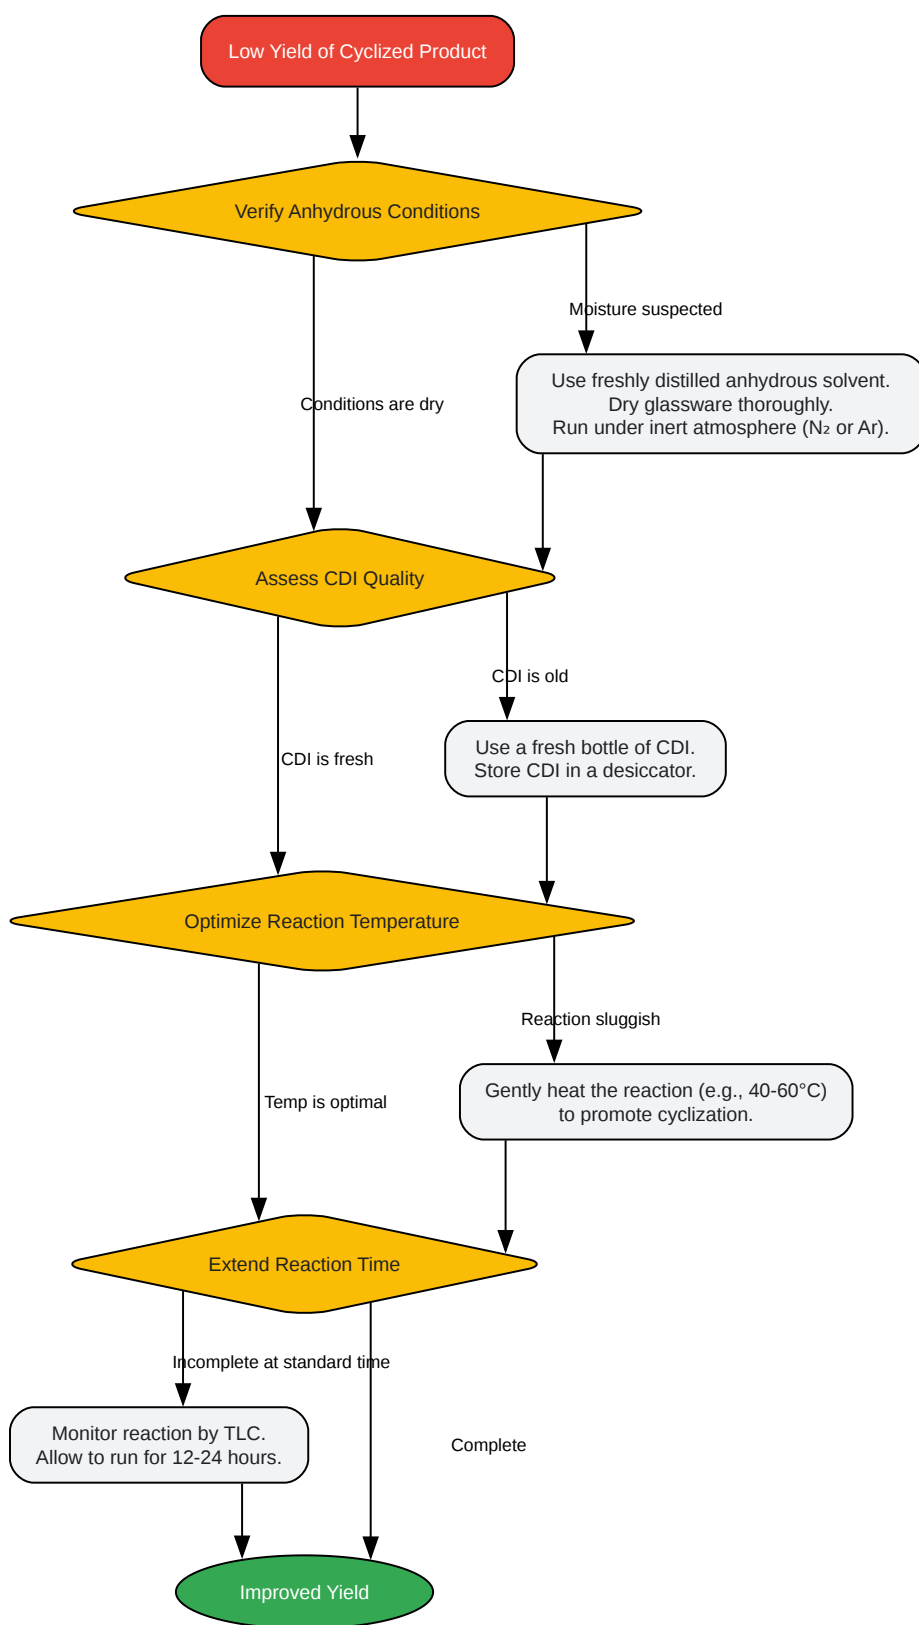 Low Yield of Cyclized Product
Verify Anhydrous Conditions
Moisture suspected
Use freshly distilled anhydrous solvent.
Dry glassware thoroughly.
Run under inert atmosphere (N₂ or Ar).
Conditions are dry
Assess CDI Quality
CDI is old
Use a fresh bottle of CDI.
Store CDI in a desiccator.
CDI is fresh
Optimize Reaction Temperature
Reaction sluggish
Gently heat the reaction (e.g., 40-60°C)
to promote cyclization.
Temp is optimal
Extend Reaction Time
Incomplete at standard time
Monitor reaction by TLC.
Allow to run for 12-24 hours.
Complete
Improved Yield